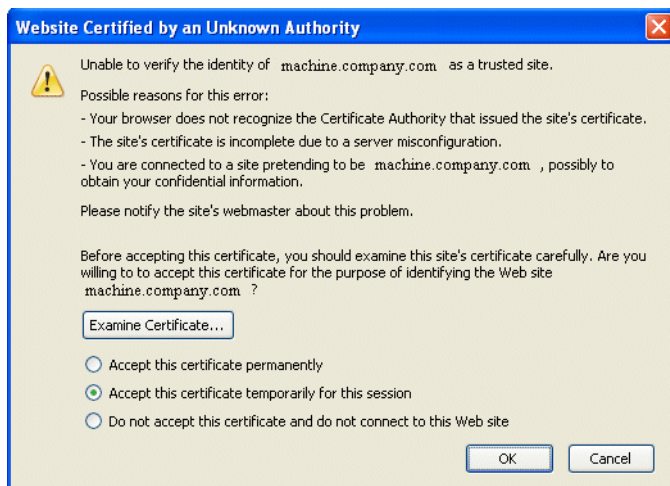 Website Certified by an Unknown Authority
Unable to verify the identity of machine.company.com as a trusted site.
Possible reasons for this error:
- Your browser does not recognize the Certificate Authority that issued the site's certificate.
- The site's certificate is incomplete due to a server misconfiguration.
- You are connected to a site pretending to be machine.company.com , possibly to
obtain your confidential information.
Please notify the site's webmaster about this problem.
Before accepting this certificate, you should examine this site's certificate carefully. Are you
willing to to accept this certificate for the purpose of identifying the Web site
machine.company.com ?
Examine Certificate...
Accept this certificate permanently
Accept this certificate temporarily for this session
Do not accept this certificate and do not connect to this Web site
OK Cancel